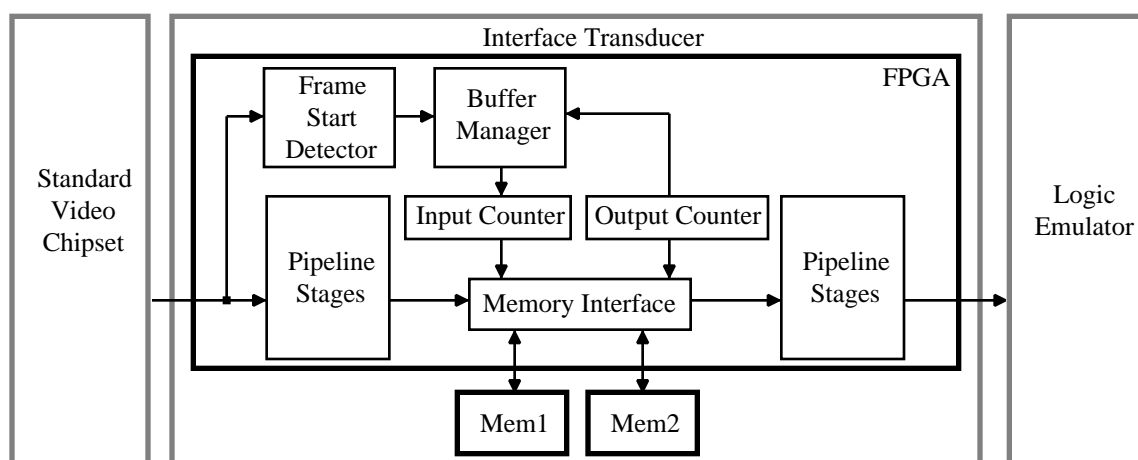 Interface Transducer
FPGA
Frame
Start
Detector
Buffer
Manager
Standard
Video
Chipset
Input Counter
Output Counter
Logic
Emulator
Pipeline
Stages
Memory Interface
Pipeline
Stages
Mem1
Mem2